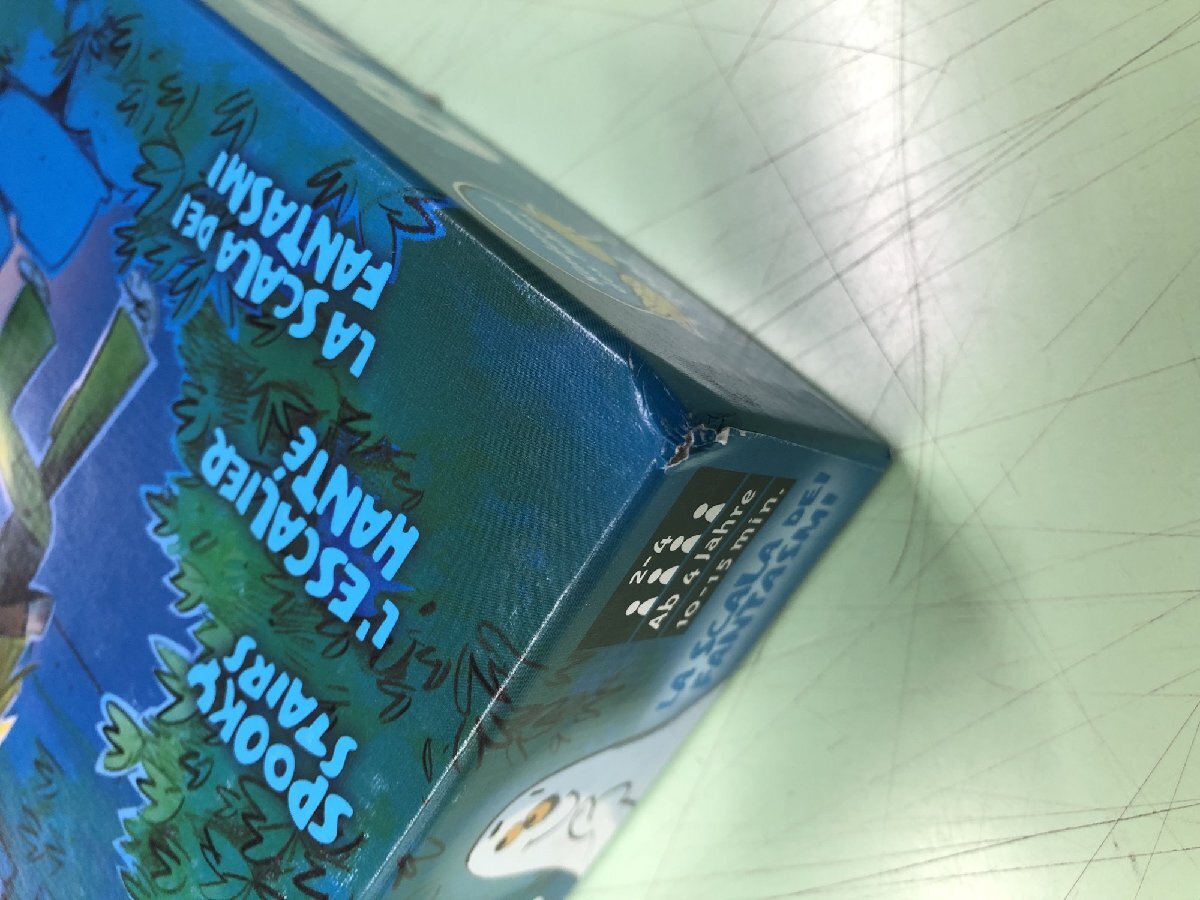 SPOOKY
STAIRS
L'ESCALIER
HANTÉ
LA SCALA DEI
FANTASMI
2-4
Ab 4 Jahre
10-15 min.
LA SCALA DEI
FANTASMI